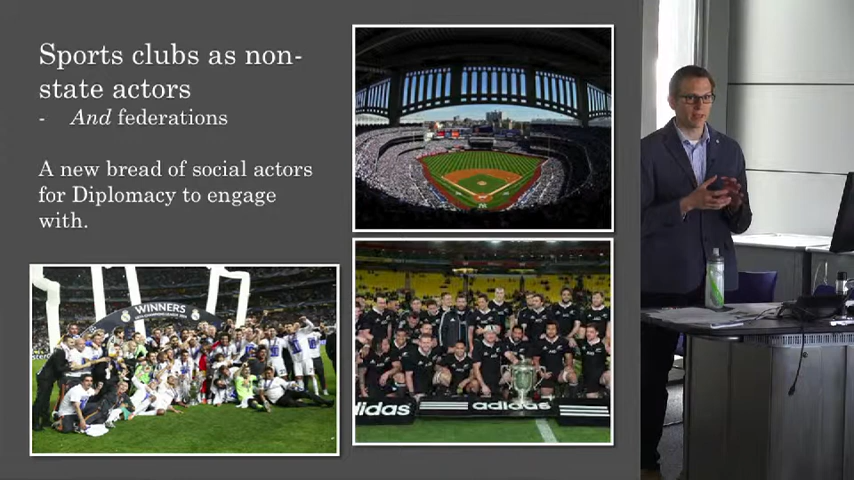 Sports clubs as non-
state actors
- And federations
A new bread of social actors
for Diplomacy to engage
with.
WINNERS
adidas
adidas